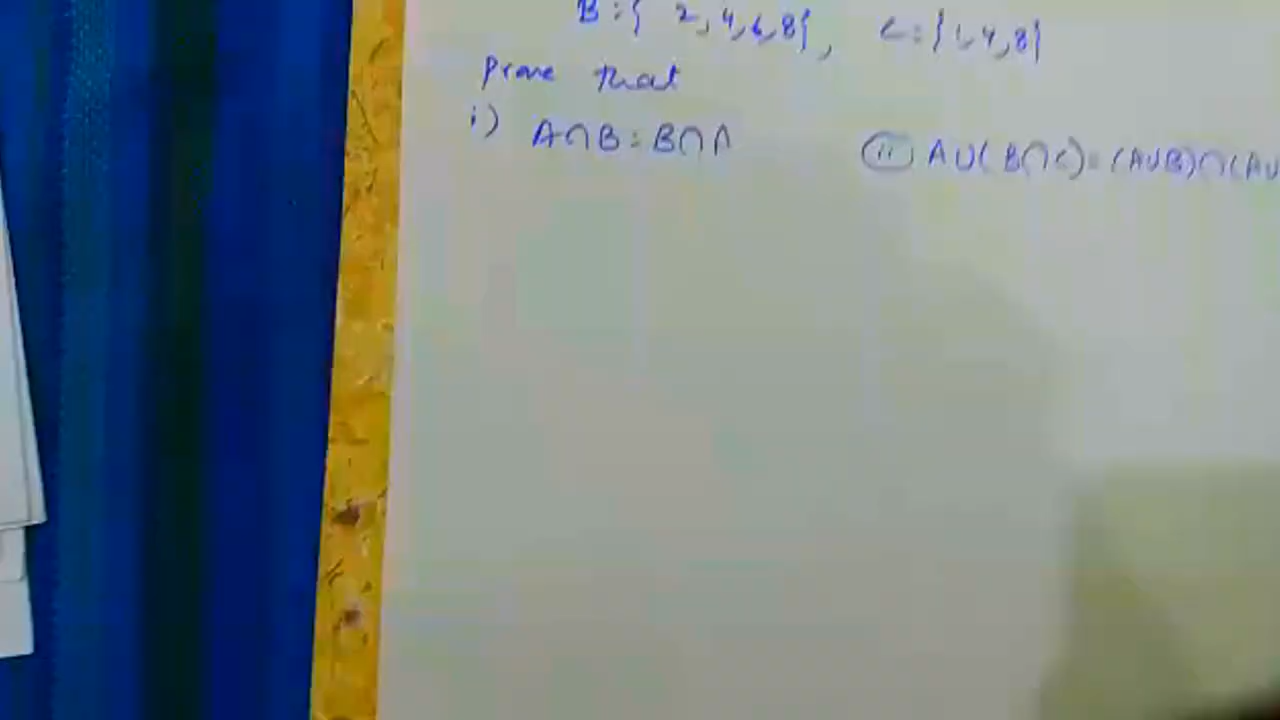 B = { 2, 4, 6, 8}, C = {1, 4, 8}
Prove that
i) A∩B = B∩A (ii) A∪(B∩C) = (A∪B)∩(A∪